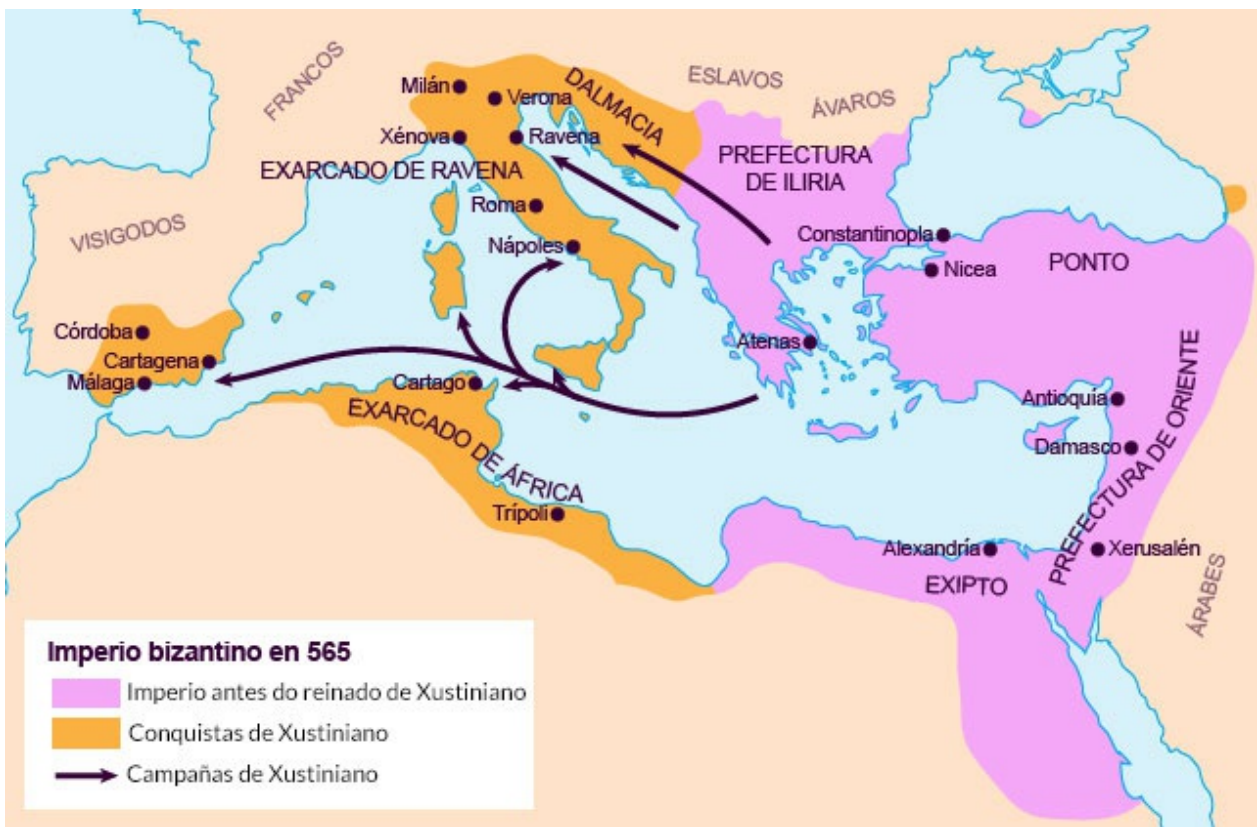 FRANCOS
ESLAVOS
ÁVAROS
DALMACIA
Milán
Verona
Xénova
Ravena
EXARCADO DE RAVENA
PREFECTURA
DE ILIRIA
VISIGODOS
Roma
Nápoles
Constantinopla
Nicea
PONTO
Córdoba
Cartagena
Málaga
Cartago
Atenas
EXARCADO DE ÁFRICA
Trípoli
Antioquía
Damasco
PREFECTURA DE ORIENTE
Alexandría
Xerusalén
EXIPTO
ÁRABES
Imperio bizantino en 565
Imperio antes do reinado de Xustiniano
Conquistas de Xustiniano
Campañas de Xustiniano